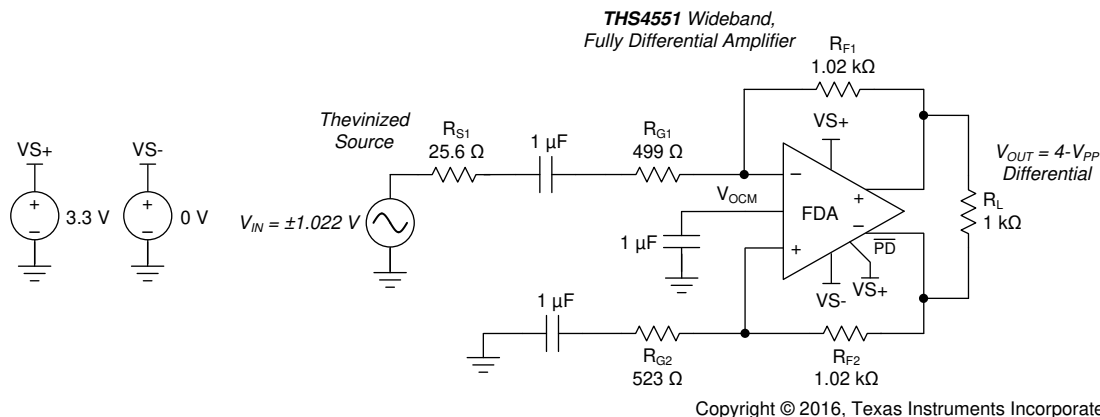 THS4551 Wideband,
Fully Differential Amplifier
RF1
1.02 kΩ
Thevinized
Source
RS1
25.6 Ω
1 µF
RG1
499 Ω
VS+
VS-
VS+
3.3 V
0 V
VIN = ±1.022 V
VOCM
FDA
1 µF
PD
VS-
VS+
VOUT = 4-VPP
Differential
RL
1 kΩ
1 µF
RG2
523 Ω
RF2
1.02 kΩ
Copyright © 2016, Texas Instruments Incorporate